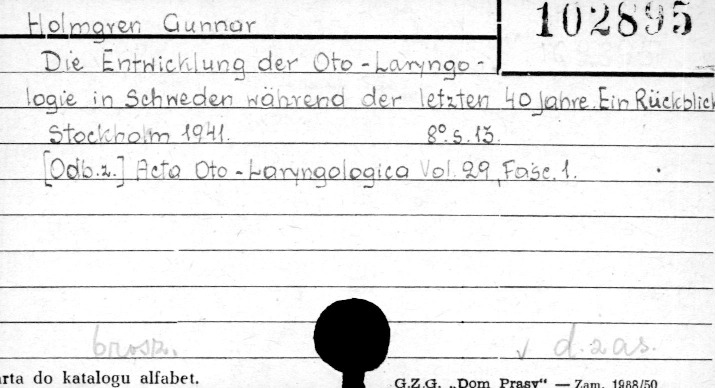 Holmgren Gunnar
102895
Die Entwicklung der Oto-Laryngo-
logie in Schweden während der letzten 40 Jahre. Ein Rückblick
Stockholm 1941. 8°. s. 13.
[Odb.z.] Acta Oto-Laryngologica Vol. 29, Fasc. 1.
brosz. v d.zas.
arta do katalogu alfabet. G.Z.G. „Dom Prasy“ — Zam. 1988/50